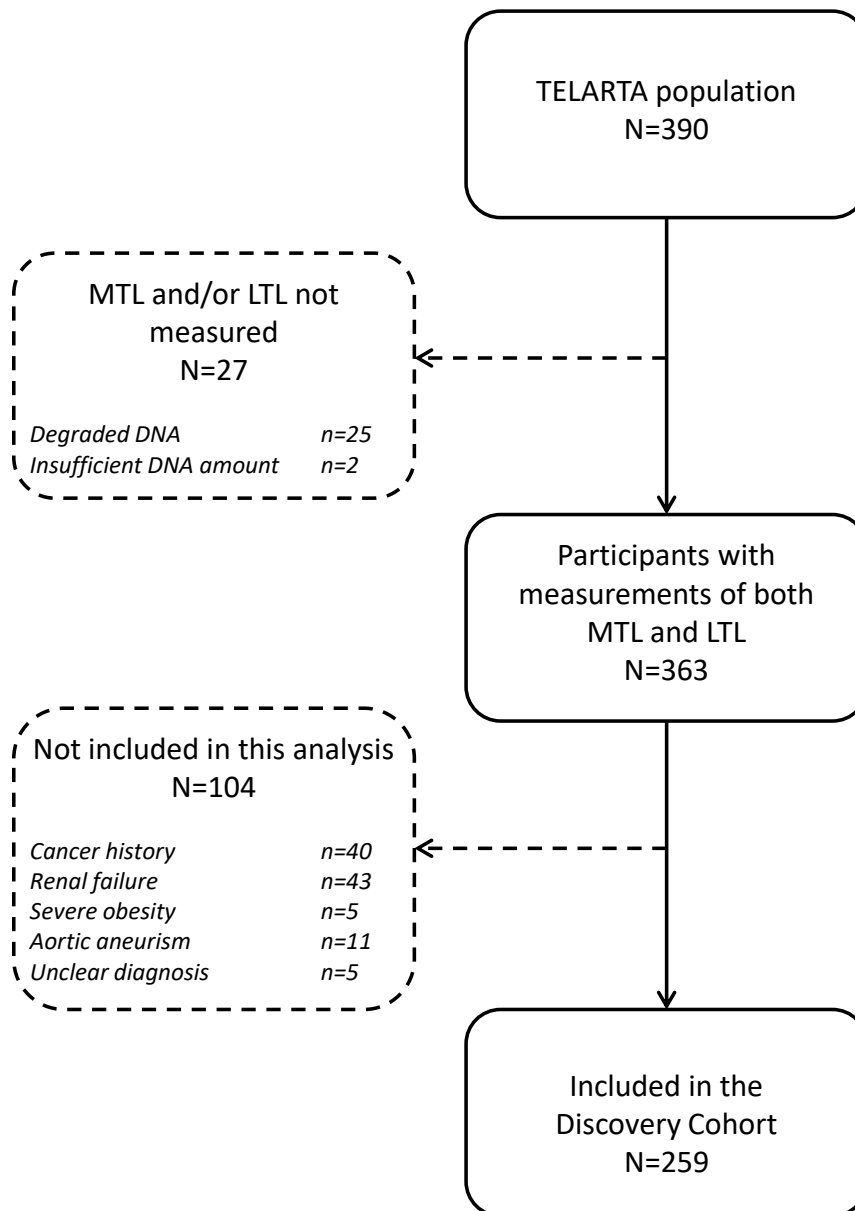 TELARTA population
N=390
MTL and/or LTL not
measured
N=27
Degraded DNA n=25
Insufficient DNA amount n=2
Participants with
measurements of both
MTL and LTL
N=363
Not included in this analysis
N=104
Cancer history n=40
Renal failure n=43
Severe obesity n=5
Aortic aneurism n=11
Unclear diagnosis n=5
Included in the
Discovery Cohort
N=259